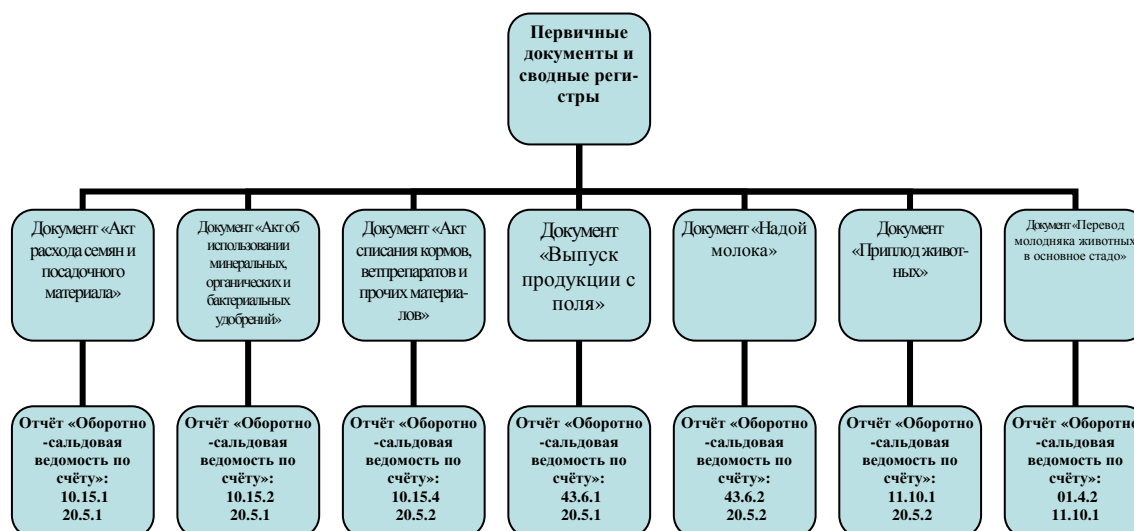 Первичные
документы и
сводные реги-
стры
Документ «Акт
расхода семян и
посадочного
материала»
Документ «Акт об
использовании
минеральных,
органических и
бактериальных
удобрений»
Документ «Акт
списания кормов,
ветпрепаратов и
прочих материа-
лов»
Документ
«Выпуск
продукции с
поля»
Документ «Надой
молока»
Документ
«Приплод живот-
ных»
Документ «Перевод
молодняка животных
в основное стадо»
Отчёт «Оборотно
-сальдовая
ведомость по
счёту»:
10.15.1
20.5.1
Отчёт «Оборотно
-сальдовая
ведомость по
счёту»:
10.15.2
20.5.1
Отчёт «Оборотно
-сальдовая
ведомость по
счёту»:
10.15.4
20.5.2
Отчёт «Оборотно
-сальдовая
ведомость по
счёту»:
43.6.1
20.5.1
Отчёт «Оборотно
-сальдовая
ведомость по
счёту»:
43.6.2
20.5.2
Отчёт «Оборотно
-сальдовая
ведомость по
счёту»:
11.10.1
20.5.2
Отчёт «Оборотно
-сальдовая
ведомость по
счёту»:
01.4.2
11.10.1